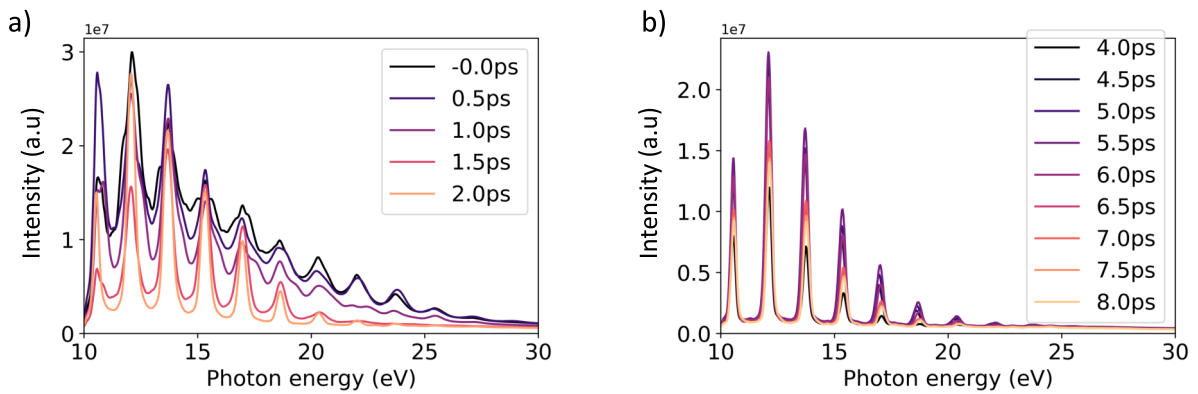 a)
1e7
Intensity (a.u)
3
2
1
0
10 15 20 25 30
Photon energy (eV)
-0.0ps
0.5ps
1.0ps
1.5ps
2.0ps
b)
1e7
Intensity (a.u)
2.0
1.5
1.0
0.5
0.0
10 15 20 25 30
Photon energy (eV)
4.0ps
4.5ps
5.0ps
5.5ps
6.0ps
6.5ps
7.0ps
7.5ps
8.0ps